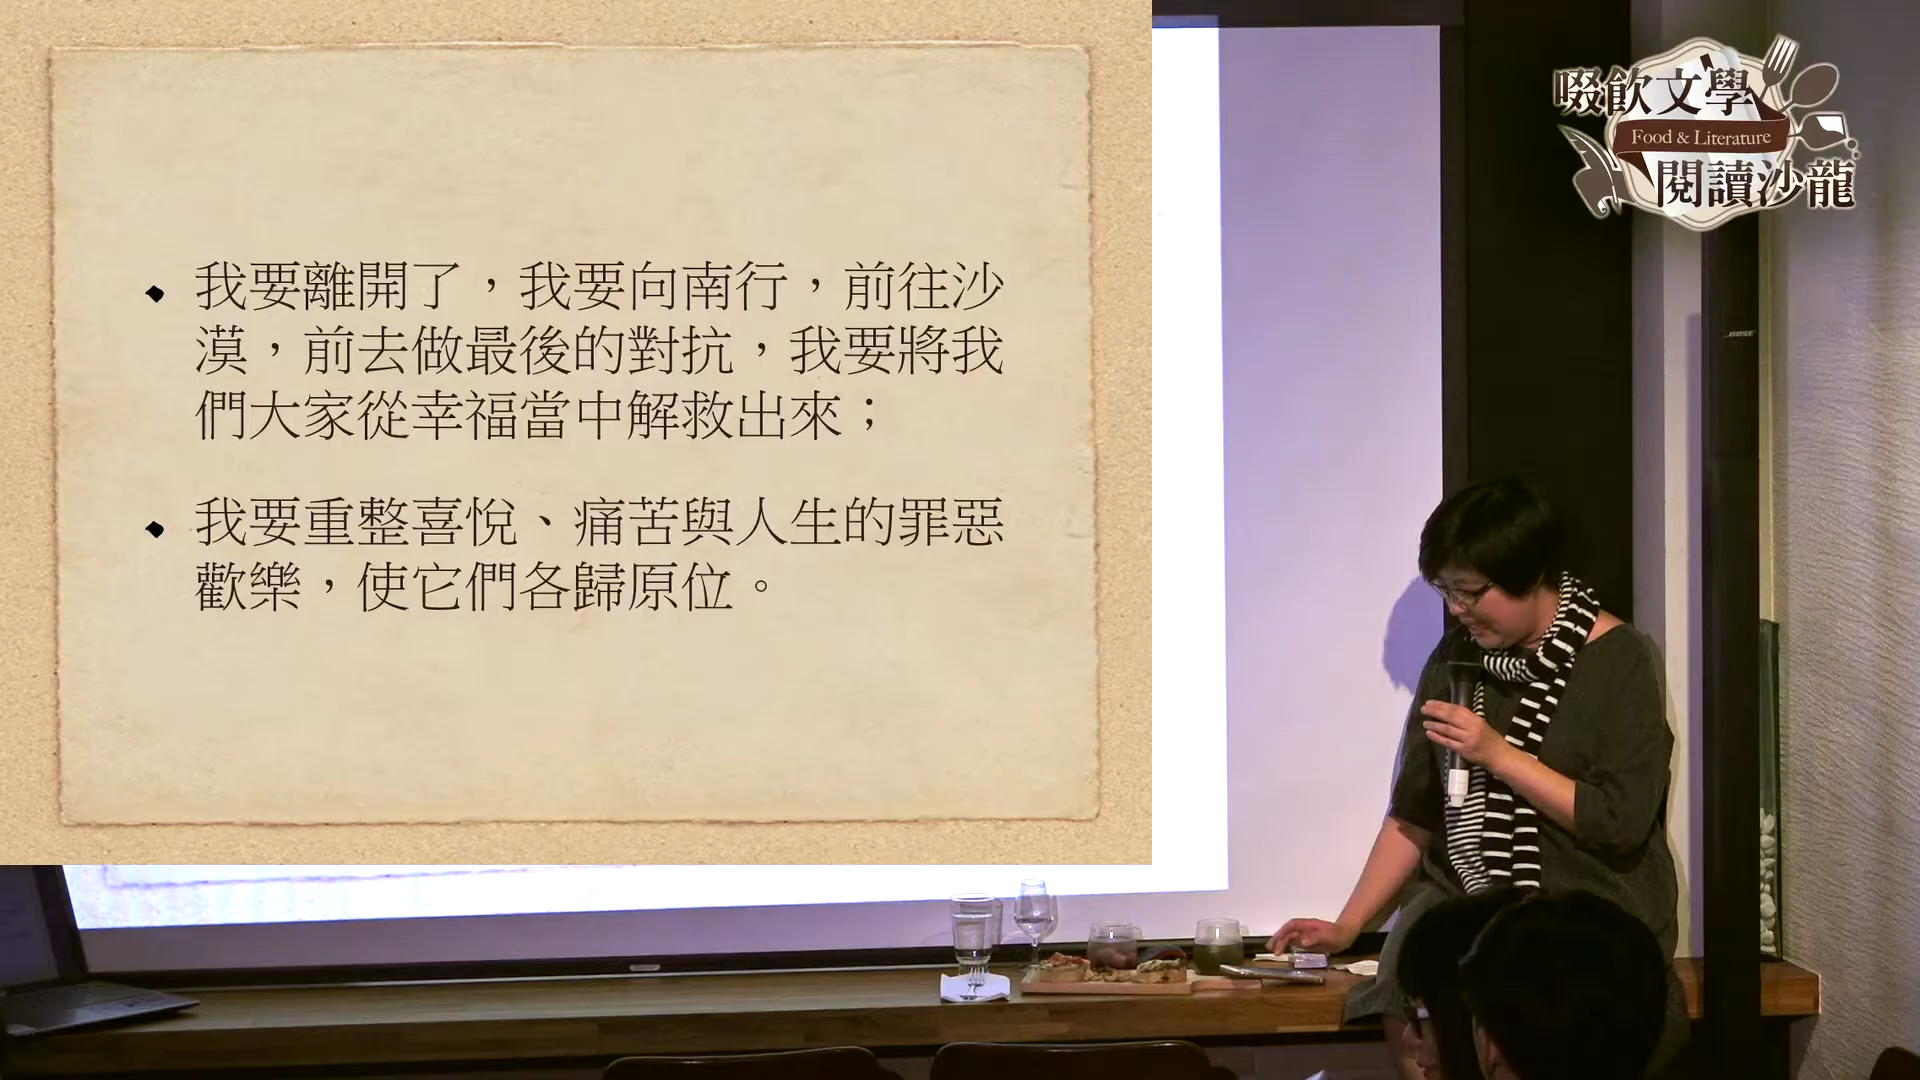 我要離開了，我要向南行，前往沙
漠，前去做最後的對抗，我要將我
們大家從幸福當中解救出來；
我要重整喜悅、痛苦與人生的罪惡
歡樂，使它們各歸原位。
啜飲文學
Food & Literature
閱讀沙龍
BOSE